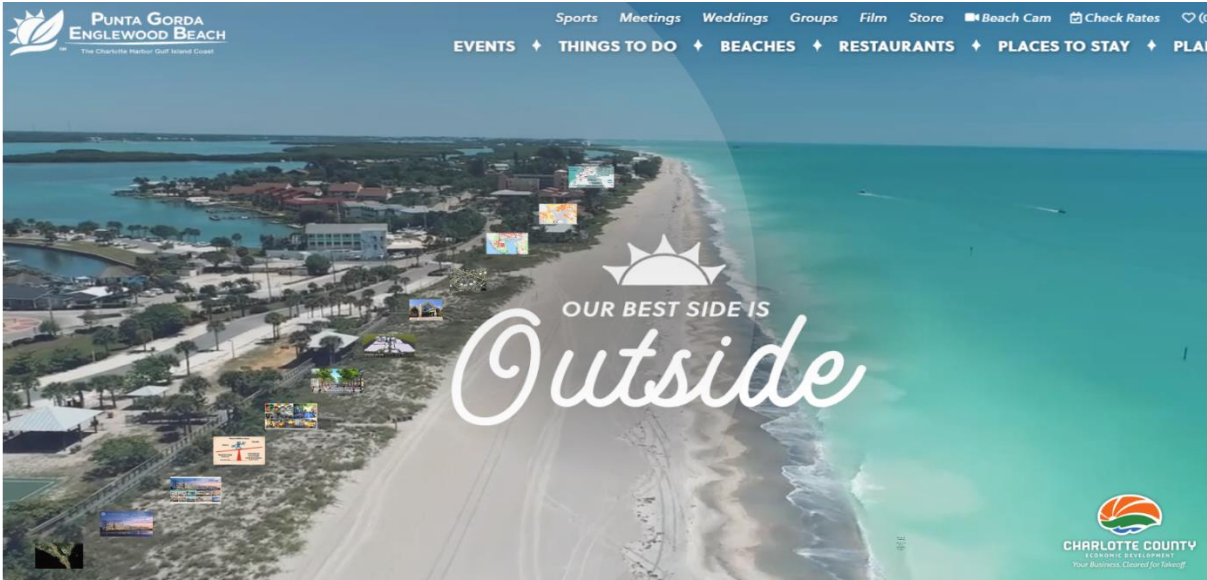 PUNTA GORDA
ENGLEWOOD BEACH
The Charlotte Harbor Gulf Island Coast
Sports Meetings Weddings Groups Film Store Beach Cam Check Rates
EVENTS THINGS TO DO BEACHES RESTAURANTS PLACES TO STAY PLA
OUR BEST SIDE IS
Outside
CHARLOTTE COUNTY
ECONOMIC DEVELOPMENT
Your Business. Cleared for Takeoff.